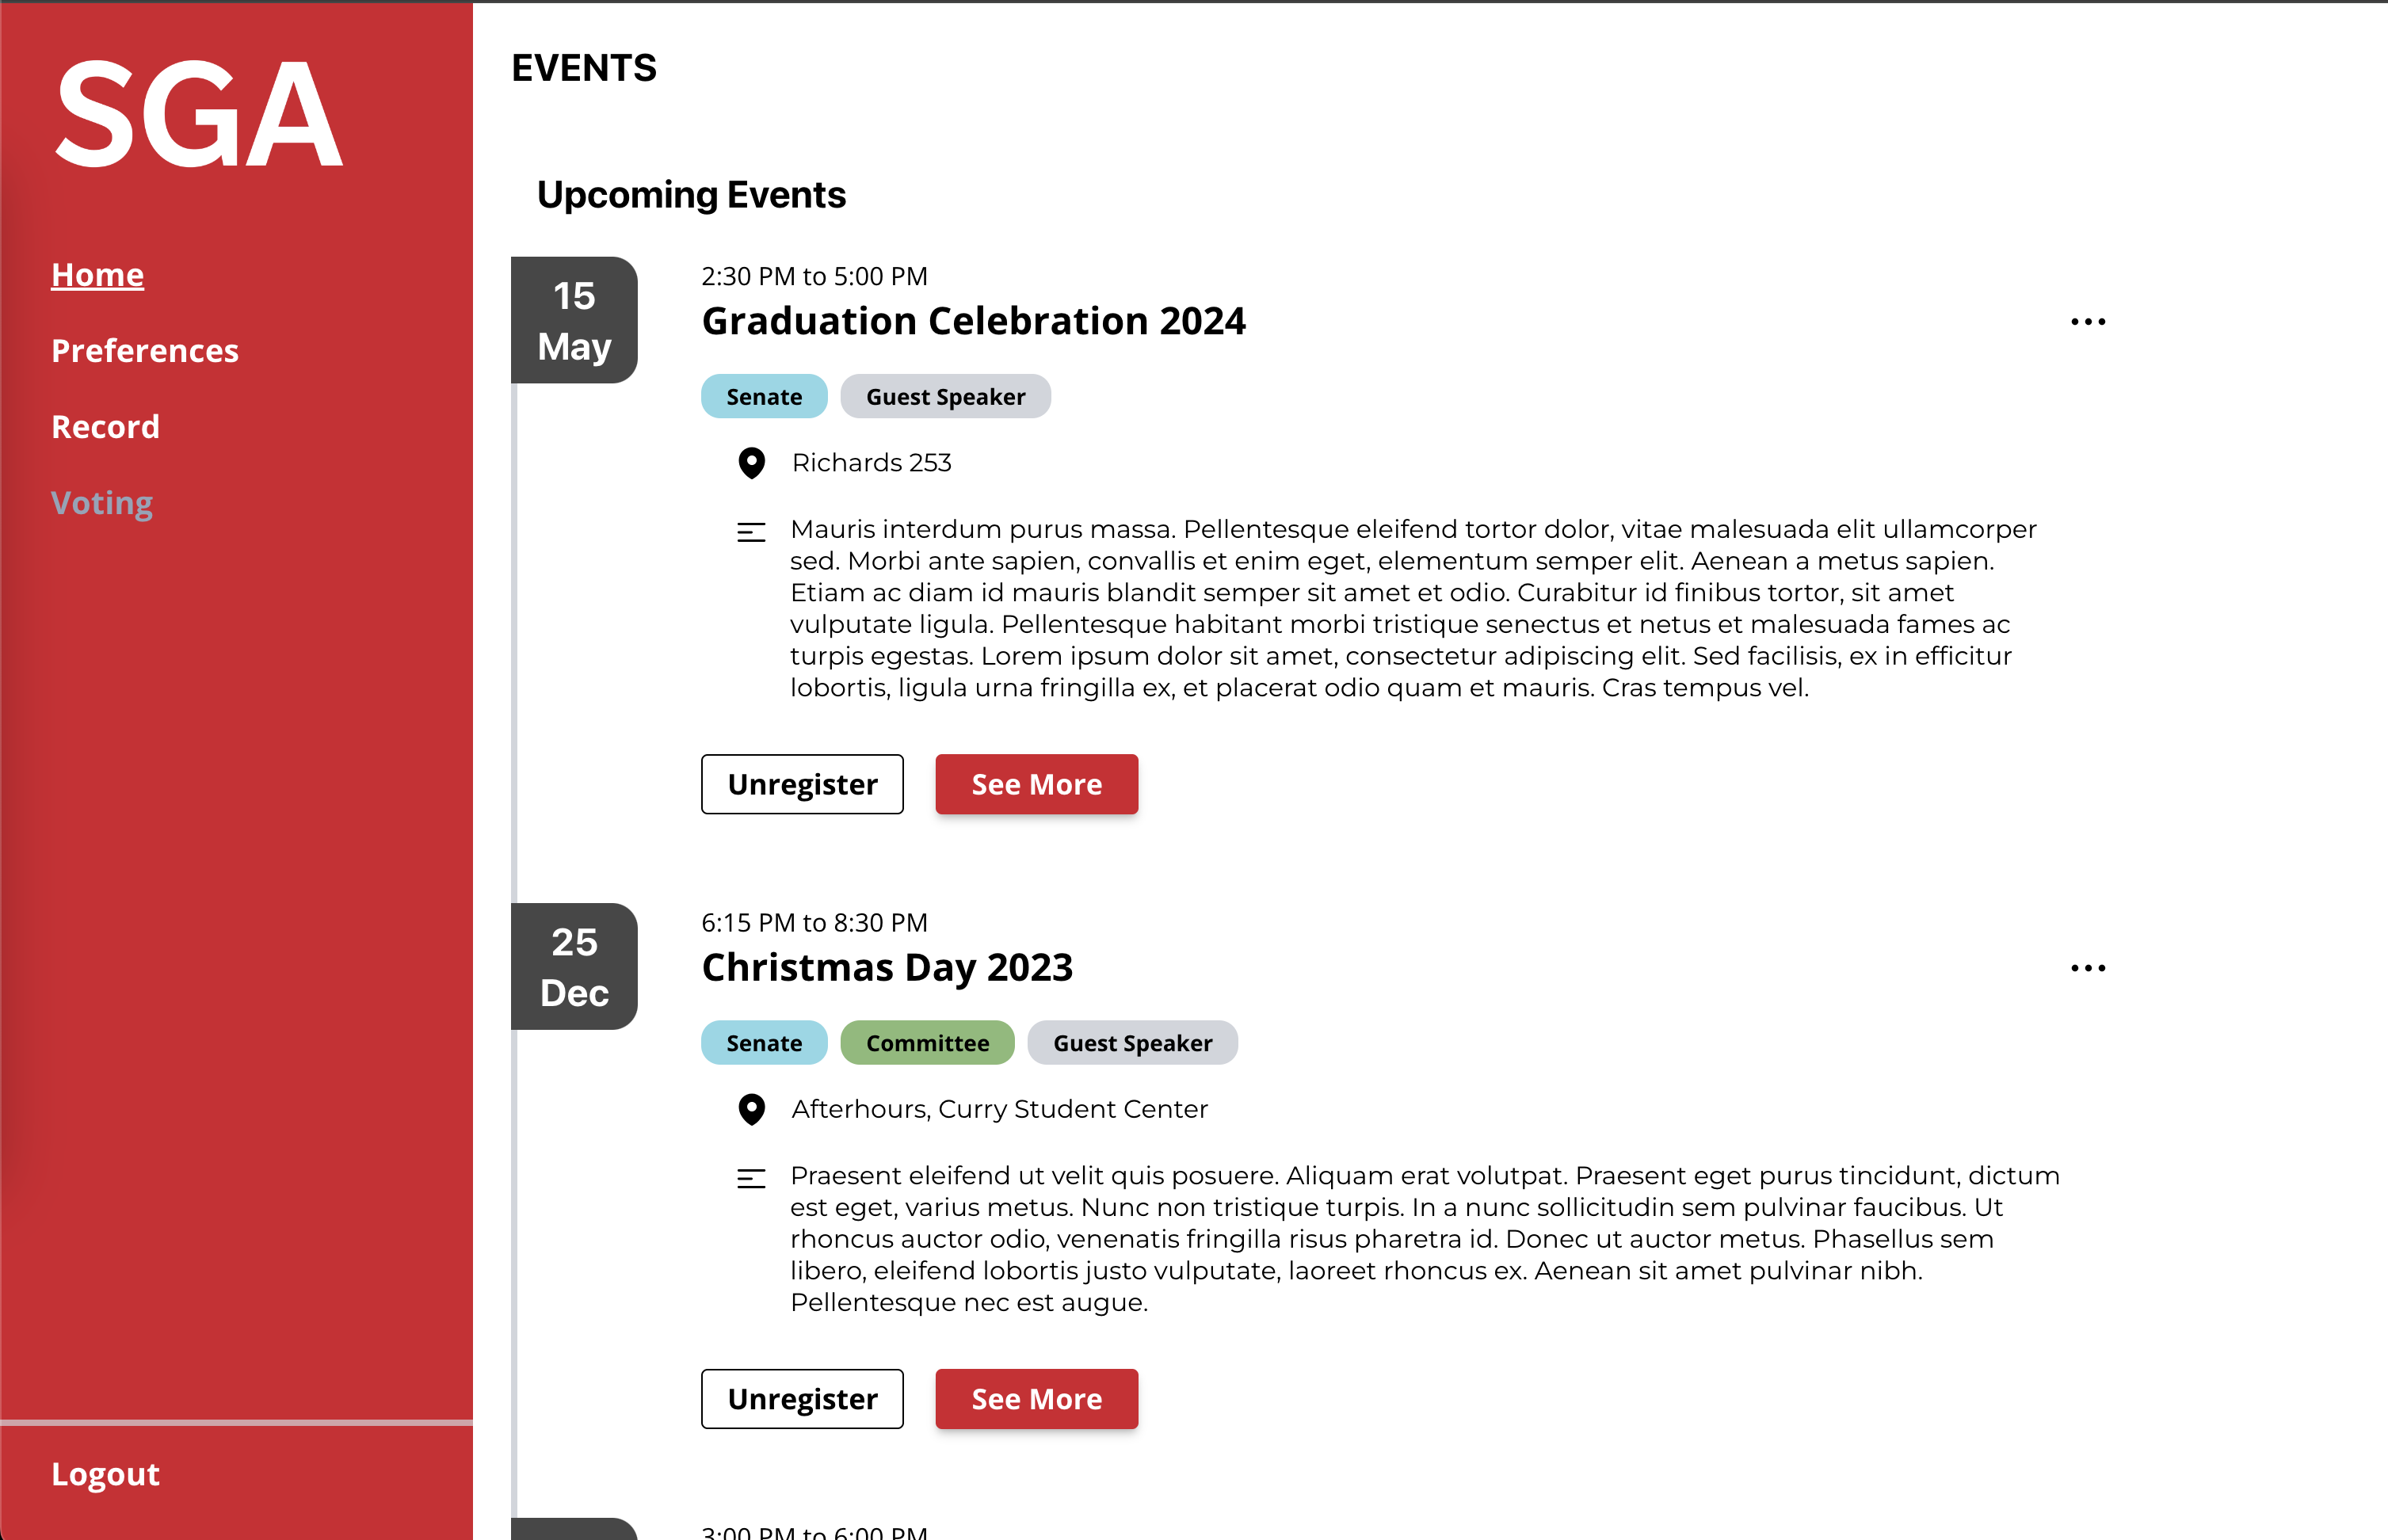 SGA
Home
Preferences
Record
Voting
Logout
EVENTS
Upcoming Events
15
May
2:30 PM to 5:00 PM
Graduation Celebration 2024
Senate
Guest Speaker
Richards 253
Mauris interdum purus massa. Pellentesque eleifend tortor dolor, vitae malesuada elit ullamcorper
sed. Morbi ante sapien, convallis et enim eget, elementum semper elit. Aenean a metus sapien.
Etiam ac diam id mauris blandit semper sit amet et odio. Curabitur id finibus tortor, sit amet
vulputate ligula. Pellentesque habitant morbi tristique senectus et netus et malesuada fames ac
turpis egestas. Lorem ipsum dolor sit amet, consectetur adipiscing elit. Sed facilisis, ex in efficitur
lobortis, ligula urna fringilla ex, et placerat odio quam et mauris. Cras tempus vel.
Unregister
See More
25
Dec
6:15 PM to 8:30 PM
Christmas Day 2023
Senate
Committee
Guest Speaker
Afterhours, Curry Student Center
Praesent eleifend ut velit quis posuere. Aliquam erat volutpat. Praesent eget purus tincidunt, dictum
est eget, varius metus. Nunc non tristique turpis. In a nunc sollicitudin sem pulvinar faucibus. Ut
rhoncus auctor odio, venenatis fringilla risus pharetra id. Donec ut auctor metus. Phasellus sem
libero, eleifend lobortis justo vulputate, laoreet rhoncus ex. Aenean sit amet pulvinar nibh.
Pellentesque nec est augue.
Unregister
See More
3:00 PM to 6:00 PM